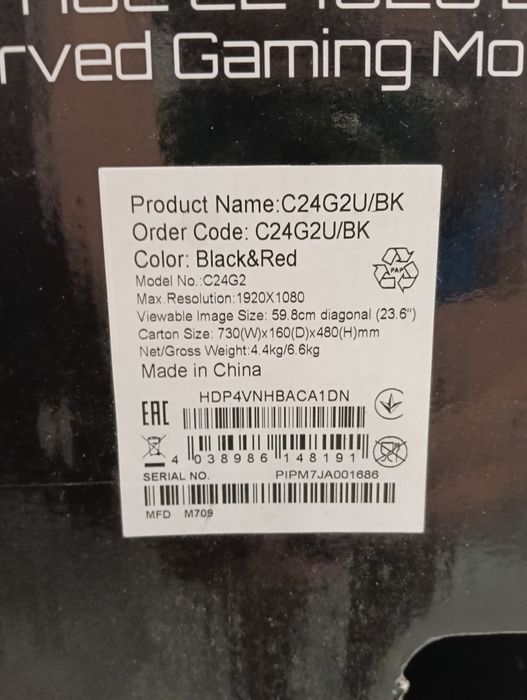 rved Gaming Mo
Product Name:C24G2U/BK
Order Code: C24G2U/BK
Color: Black&Red
Model No.:C24G2
Max.Resolution:1920X1080
Viewable Image Size: 59.8cm diagonal (23.6")
Carton Size: 730(W)x160(D)x480(H)mm
Net/Gross Weight:4.4kg/6.6kg
Made in China
PAP
HDP4VNHBACA1DN
EAC
4 038986 148191
SERIAL NO. PIPM7JA001686
MFD M709